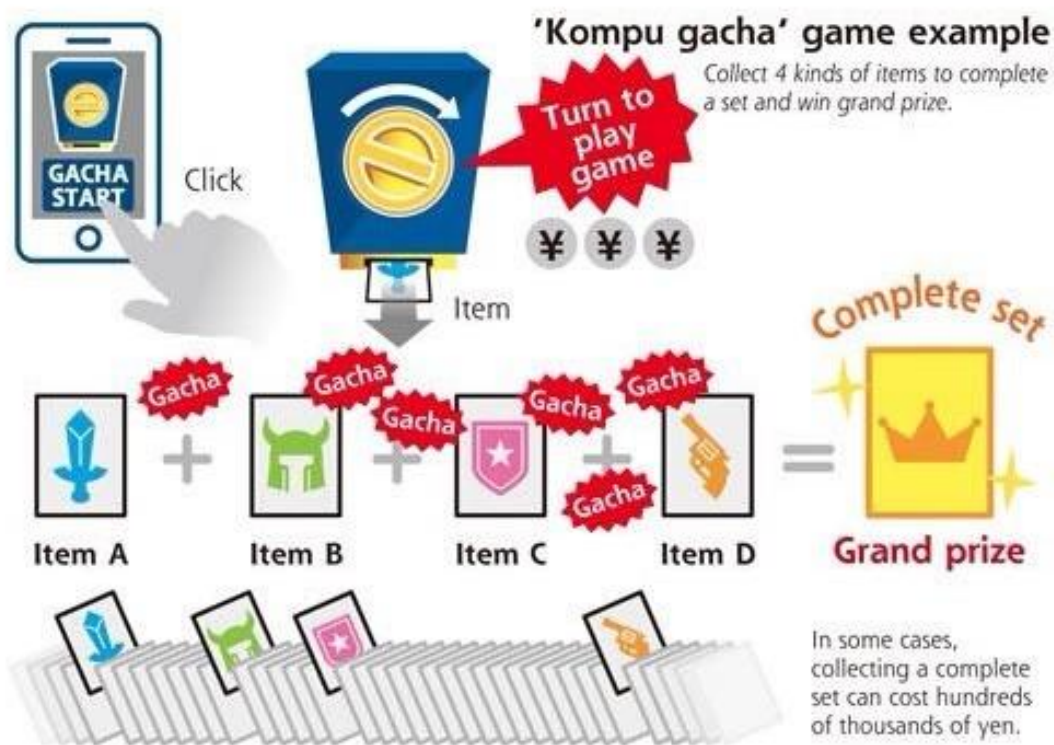 'Kompu gacha' game example
Collect 4 kinds of items to complete
a set and win grand prize.
GACHA
START
Click
Turn to
play
game
¥ ¥ ¥
Item
Complete set
Gacha
Gacha
Gacha
Gacha
Gacha
Gacha
Item A
Item B
Item C
Item D
Grand prize
In some cases,
collecting a complete
set can cost hundreds
of thousands of yen.